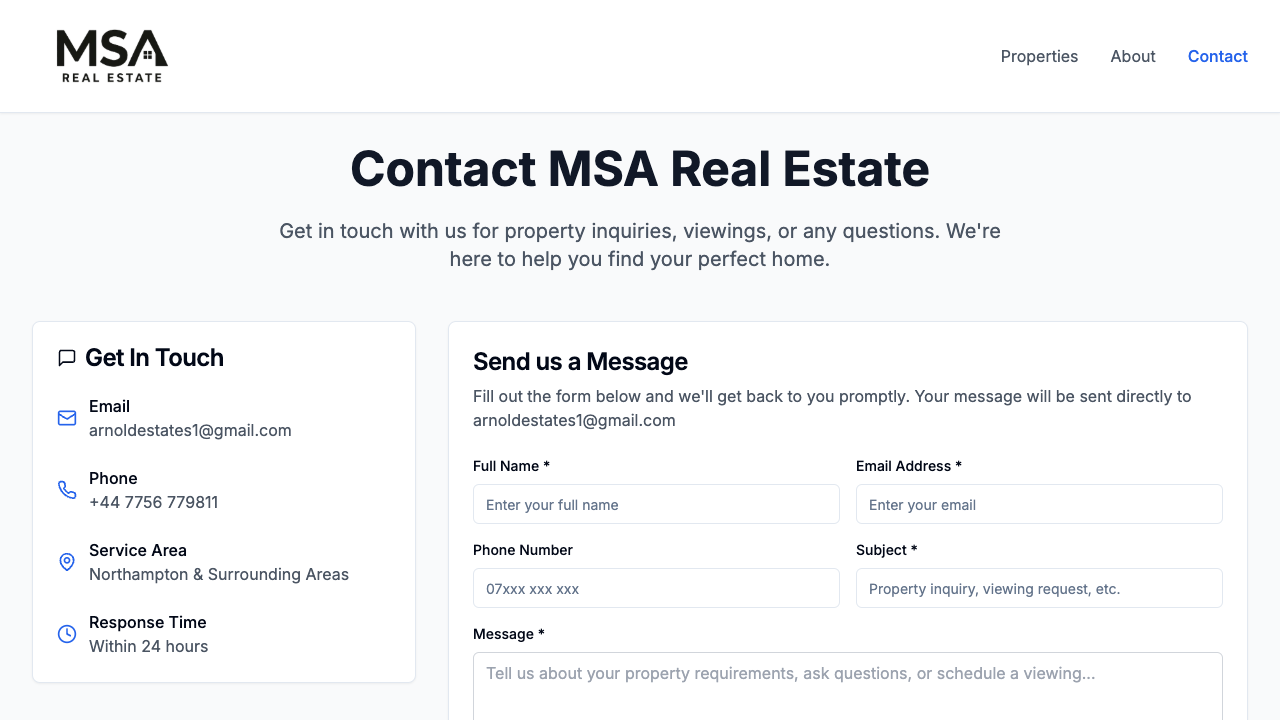 MSA
REAL ESTATE
Properties
About
Contact
Contact MSA Real Estate
Get in touch with us for property inquiries, viewings, or any questions. We're
here to help you find your perfect home.
Get In Touch
Email
arnoldestates1@gmail.com
Phone
+44 7756 779811
Service Area
Northampton & Surrounding Areas
Response Time
Within 24 hours
Send us a Message
Fill out the form below and we'll get back to you promptly. Your message will be sent directly to
arnoldestates1@gmail.com
Full Name *
Enter your full name
Email Address *
Enter your email
Phone Number
07xxx xxx xxx
Subject *
Property inquiry, viewing request, etc.
Message *
Tell us about your property requirements, ask questions, or schedule a viewing...